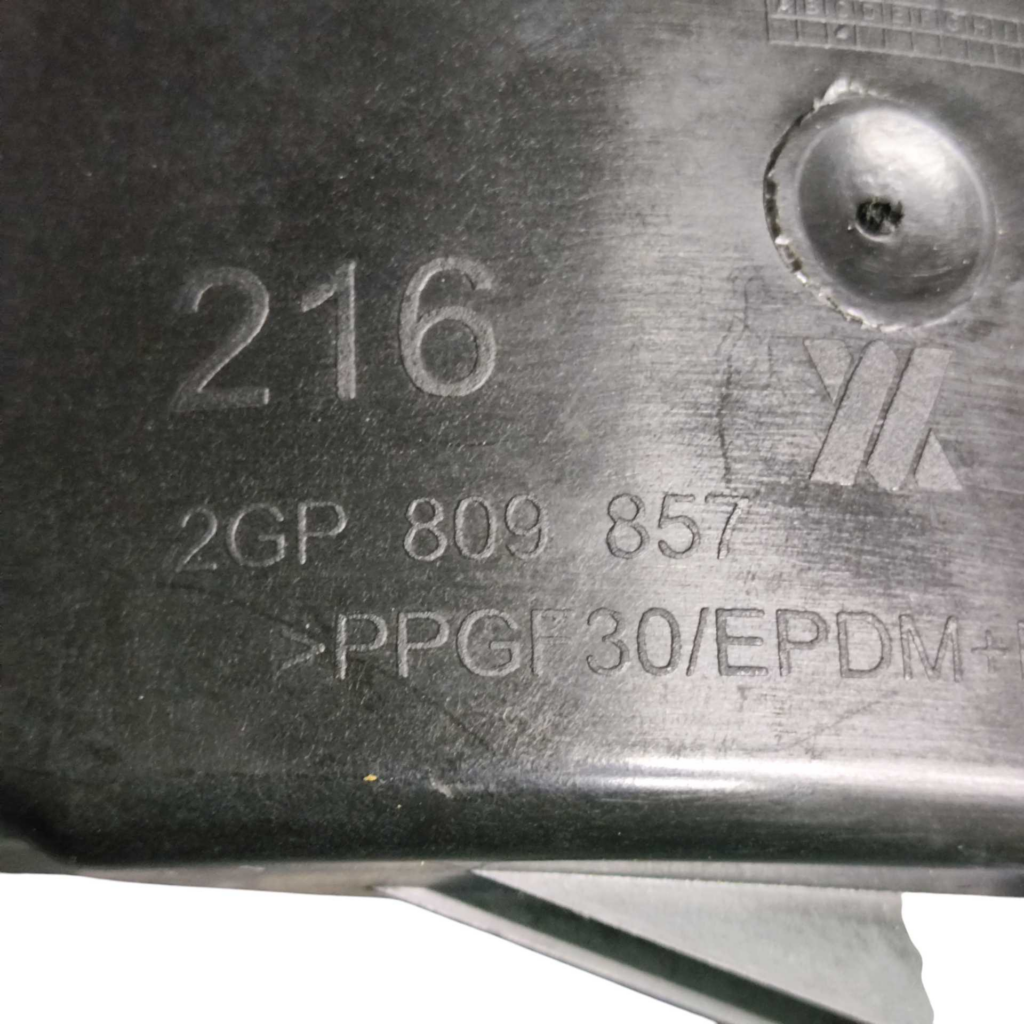 216
2GP 809 857
>PPGF30/EPDM+